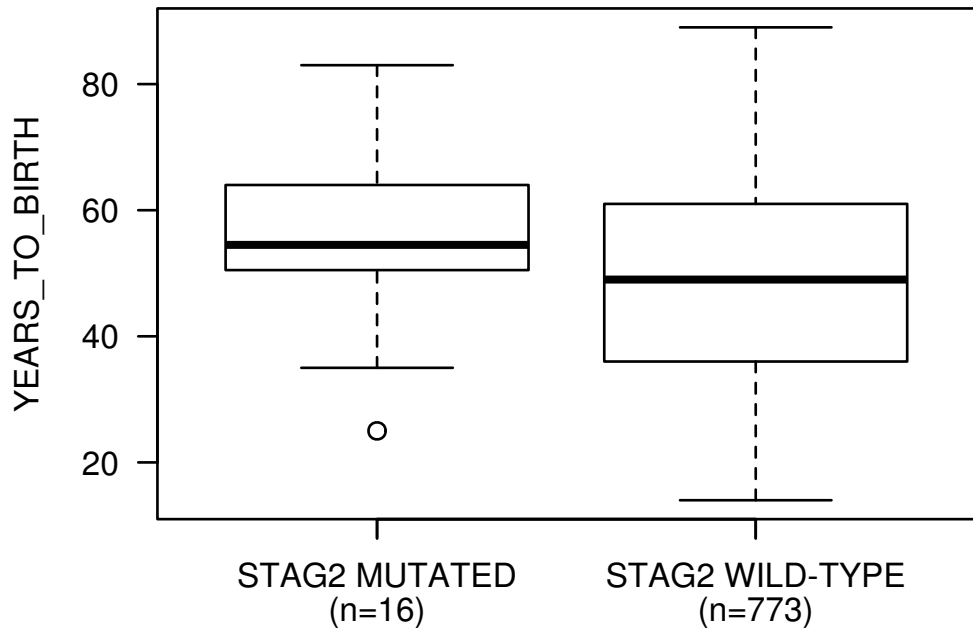 YEARS_TO_BIRTH
80
60
40
20
STAG2 MUTATED
(n=16)
STAG2 WILD-TYPE
(n=773)